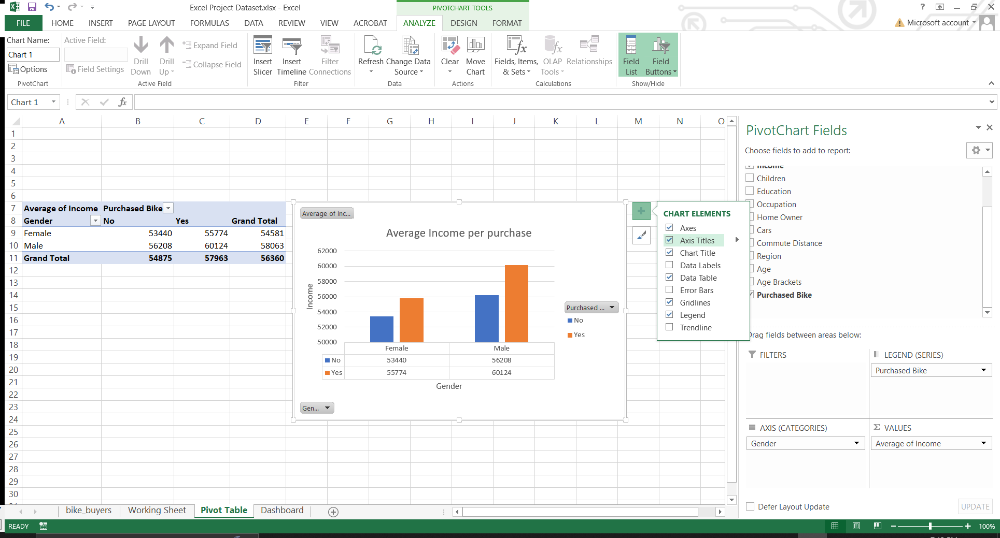 Excel Project Dataset.xlsx - Excel
PIVOTCHART TOOLS
?
FILE HOME INSERT PAGE LAYOUT FORMULAS DATA REVIEW VIEW ACROBAT ANALYZE DESIGN FORMAT Microsoft account
Chart Name:
Chart 1
Options
PivotChart
Active Field:
Field Settings
Drill Down
Drill Up
Expand Field
Collapse Field
Active Field
Insert Slicer
Insert Timeline
Filter Connections
Filter
Refresh
Change Data Source
Data
Clear
Move Chart
Actions
Fields, Items, & Sets
OLAP Tools
Relationships
Calculations
Field List
Field Buttons
Show/Hide
Chart 1
fx
A B C D E F G H I J K L M N O
1
2
3
4
5
6
7 Average of Income Purchased Bike
8 Gender No Yes Grand Total
9 Female 53440 55774 54581
10 Male 56208 60124 58063
11 Grand Total 54875 57963 56360
12
13
14
15
16
17
18
19
20
21
22
23
24
25
26
27
28
29
30
Average of Inc...
Average Income per purchase
62000
60000
58000
56000
54000
52000
50000
Income
Female Male
No 53440 56208
Yes 55774 60124
Gender
Gen...
Purchased ...
No
Yes
CHART ELEMENTS
Axes
Axis Titles
Chart Title
Data Labels
Data Table
Error Bars
Gridlines
Legend
Trendline
PivotChart Fields
Choose fields to add to report:
Income
Children
Education
Occupation
Home Owner
Cars
Commute Distance
Region
Age
Age Brackets
Purchased Bike
Drag fields between areas below:
FILTERS
LEGEND (SERIES)
Purchased Bike
AXIS (CATEGORIES)
Gender
VALUES
Average of Income
Defer Layout Update
UPDATE
bike_buyers Working Sheet Pivot Table Dashboard
READY
100%